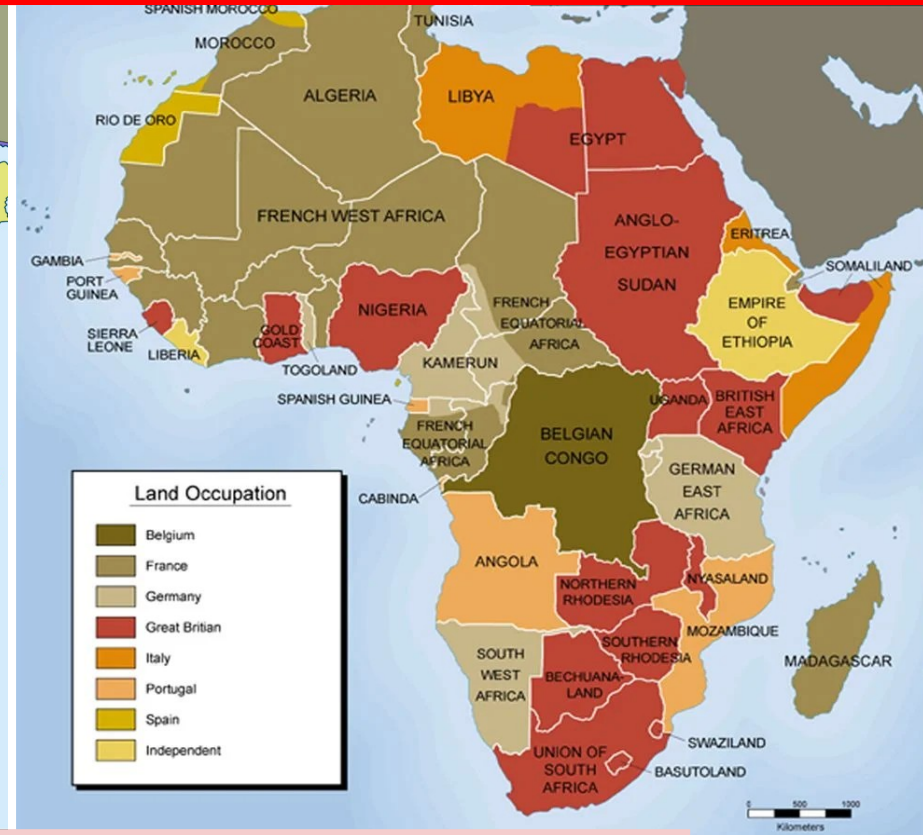 SPANISH MOROCCO
TUNISIA
MOROCCO
ALGERIA
LIBYA
EGYPT
RIO DE ORO
FRENCH WEST AFRICA
ANGLO-
EGYPTIAN
SUDAN
ERITREA
SOMALILAND
GAMBIA
PORT
GUINEA
SIERRA
LEONE
LIBERIA
GOLD
COAST
TOGOLAND
NIGERIA
FRENCH
EQUATORIAL
AFRICA
EMPIRE
OF
ETHIOPIA
KAMERUN
SPANISH GUINEA
FRENCH
EQUATORIAL
AFRICA
CABINDA
BELGIAN
CONGO
UGANDA
BRITISH
EAST
AFRICA
GERMAN
EAST
AFRICA
ANGOLA
NORTHERN
RHODESIA
NYASALAND
MOZAMBIQUE
SOUTHERN
RHODESIA
MADAGASCAR
SOUTH
WEST
AFRICA
BECHUANA-
LAND
SWAZILAND
BASUTOLAND
UNION OF
SOUTH
AFRICA
Land Occupation
Belgium
France
Germany
Great Britian
Italy
Portugal
Spain
Independent
0 500 1000
Kilometers